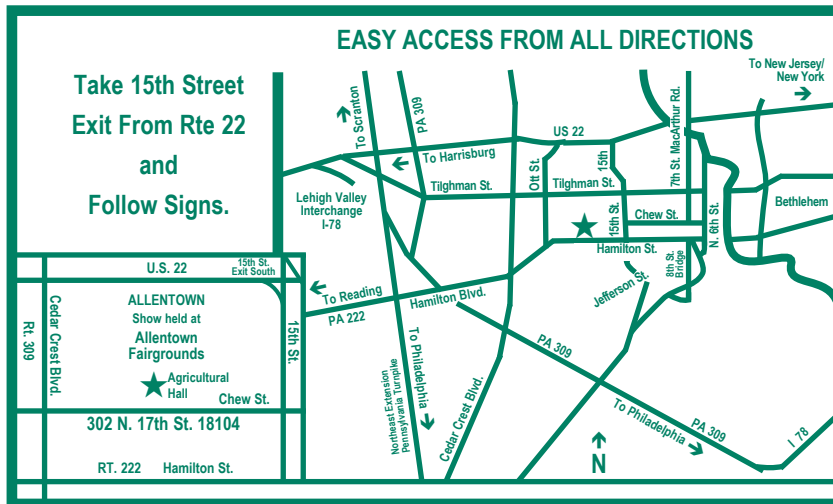 EASY ACCESS FROM ALL DIRECTIONS
Take 15th Street
Exit From Rte 22
and
Follow Signs.
To New Jersey/
New York
To Scranton
PA 309
US 22
7th St. MacArthur Rd.
To Harrisburg
Ott St.
15th
Tilghman St.
Tilghman St.
Lehigh Valley
Interchange
I-78
15th St.
Chew St.
N. 6th St.
Bethlehem
Hamilton St.
8th St.
Bridge
Jefferson St.
To Reading
PA 222
Hamilton Blvd.
To Philadelphia
Northeast Extension
Pennsylvania Turnpike
Cedar Crest Blvd.
PA 309
To Philadelphia
PA 309
I 78
N
U.S. 22
15th St.
Exit South
Rt. 309
Cedar Crest Blvd.
ALLENTOWN
Show held at
Allentown
Fairgrounds
Agricultural
Hall
15th St.
Chew St.
302 N. 17th St. 18104
RT. 222 Hamilton St.